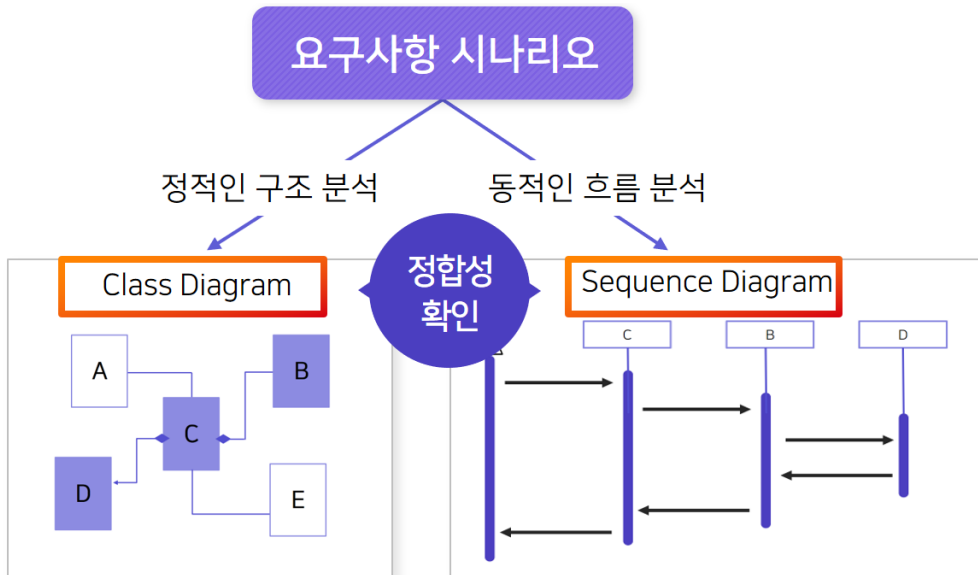 요구사항 시나리오
정적인 구조 분석
동적인 흐름 분석
정합성
확인
Class Diagram
Sequence Diagram
A
B
C
D
E
C
B
D